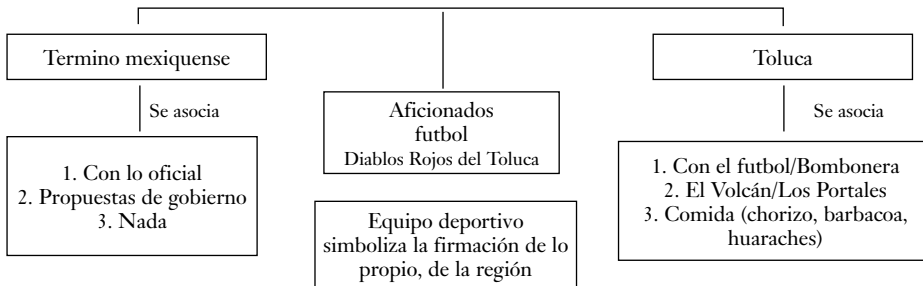 Termino mexiquense
Se asocia
1. Con lo oficial
2. Propuestas de gobierno
3. Nada
Aficionados
futbol
Diablos Rojos del Toluca
Equipo deportivo
simboliza la firmación de lo
propio, de la región
Toluca
Se asocia
1. Con el futbol/Bombonera
2. El Volcán/Los Portales
3. Comida (chorizo, barbacoa,
huaraches)